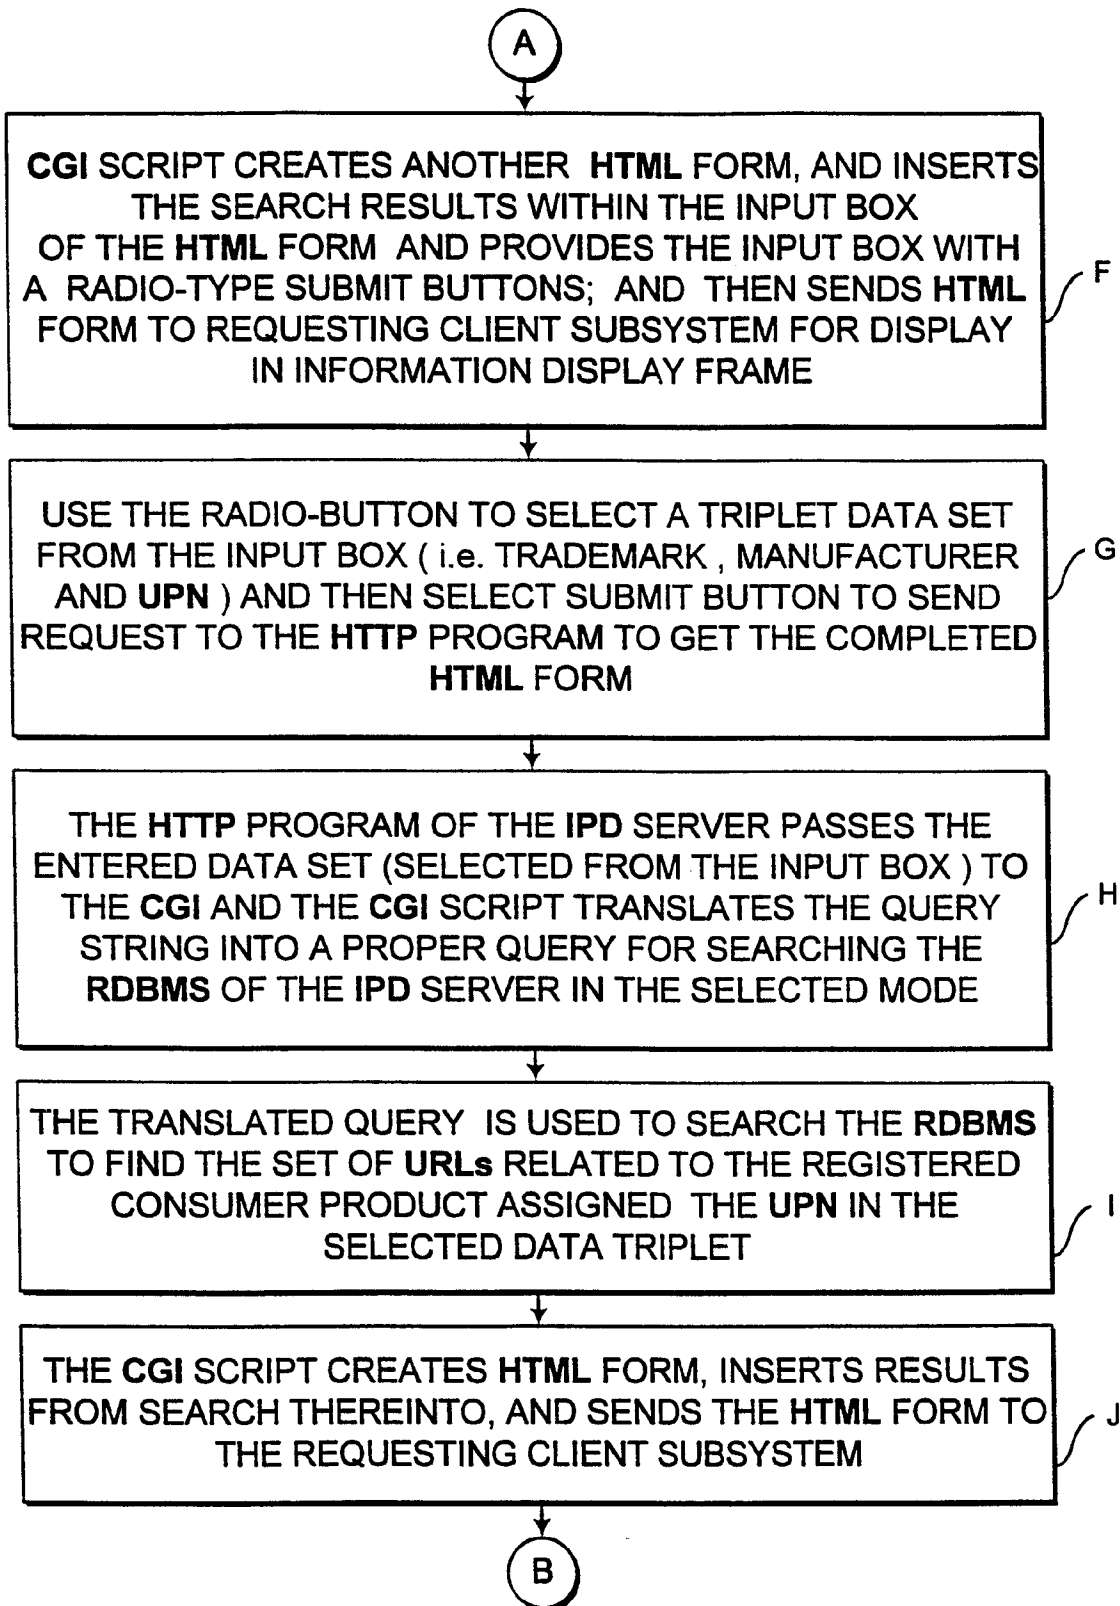 A
CGI SCRIPT CREATES ANOTHER HTML FORM, AND INSERTS
THE SEARCH RESULTS WITHIN THE INPUT BOX
OF THE HTML FORM AND PROVIDES THE INPUT BOX WITH
A RADIO-TYPE SUBMIT BUTTONS; AND THEN SENDS HTML
FORM TO REQUESTING CLIENT SUBSYSTEM FOR DISPLAY
IN INFORMATION DISPLAY FRAME
F
USE THE RADIO-BUTTON TO SELECT A TRIPLET DATA SET
FROM THE INPUT BOX ( i.e. TRADEMARK , MANUFACTURER
AND UPN ) AND THEN SELECT SUBMIT BUTTON TO SEND
REQUEST TO THE HTTP PROGRAM TO GET THE COMPLETED
HTML FORM
G
THE HTTP PROGRAM OF THE IPD SERVER PASSES THE
ENTERED DATA SET (SELECTED FROM THE INPUT BOX ) TO
THE CGI AND THE CGI SCRIPT TRANSLATES THE QUERY
STRING INTO A PROPER QUERY FOR SEARCHING THE
RDBMS OF THE IPD SERVER IN THE SELECTED MODE
H
THE TRANSLATED QUERY IS USED TO SEARCH THE RDBMS
TO FIND THE SET OF URLs RELATED TO THE REGISTERED
CONSUMER PRODUCT ASSIGNED THE UPN IN THE
SELECTED DATA TRIPLET
I
THE CGI SCRIPT CREATES HTML FORM, INSERTS RESULTS
FROM SEARCH THEREINTO, AND SENDS THE HTML FORM TO
THE REQUESTING CLIENT SUBSYSTEM
J
B